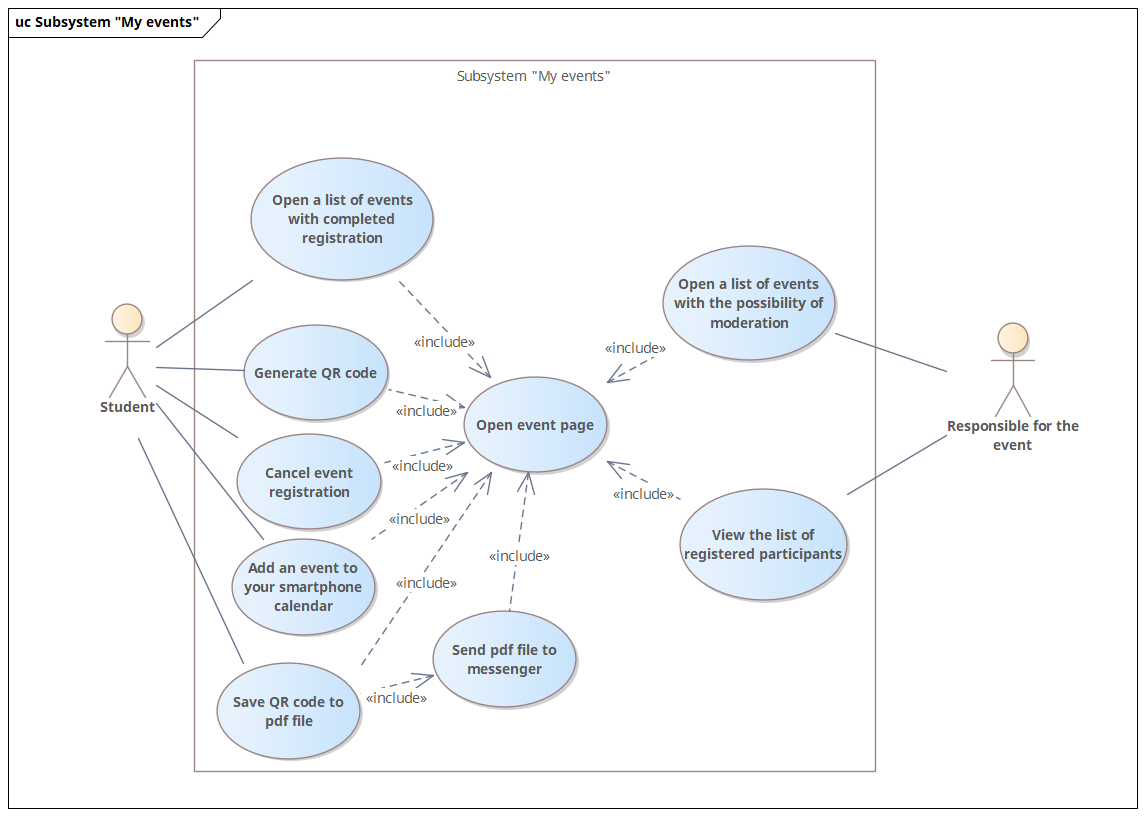 uc Subsystem "My events"
Subsystem "My events"
Open a list of events
with completed
registration
Open a list of events
with the possibility of
moderation
«include»
«include»
Generate QR code
Student
«include»
Open event page
Responsible for the
event
Cancel event
registration
«include»
«include»
«include»
View the list of
registered participants
Add an event to
your smartphone
calendar
«include»
«include»
Send pdf file to
messenger
Save QR code to
pdf file
«include»